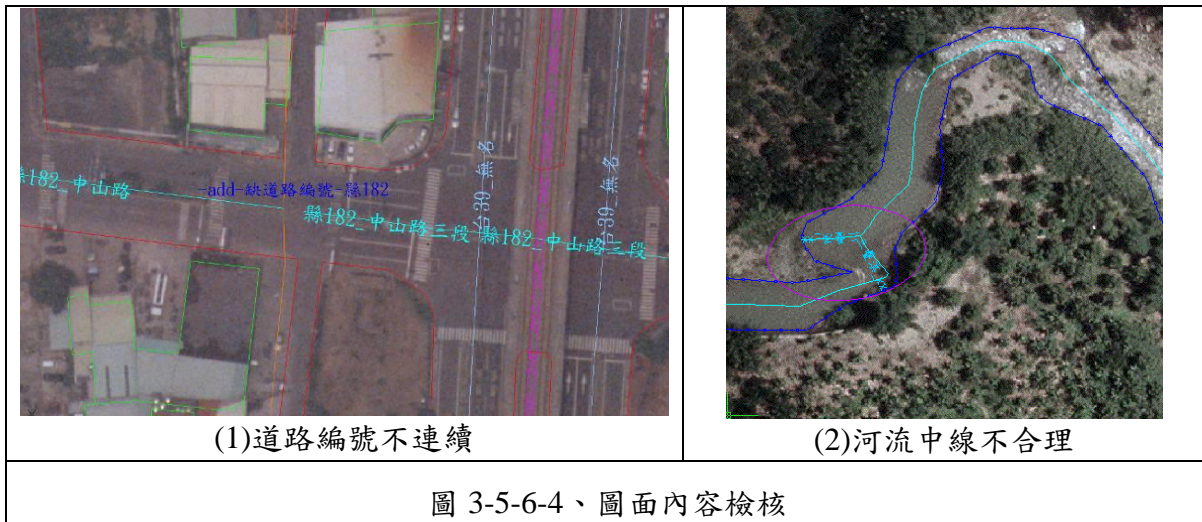 縣182_中山路
-add-缺道路編號-縣182
縣182_中山路三段
縣182_中山路三段
台39_無名
台39_無名
(1)道路編號不連續
(2)河流中線不合理
圖 3-5-6-4、圖面內容檢核